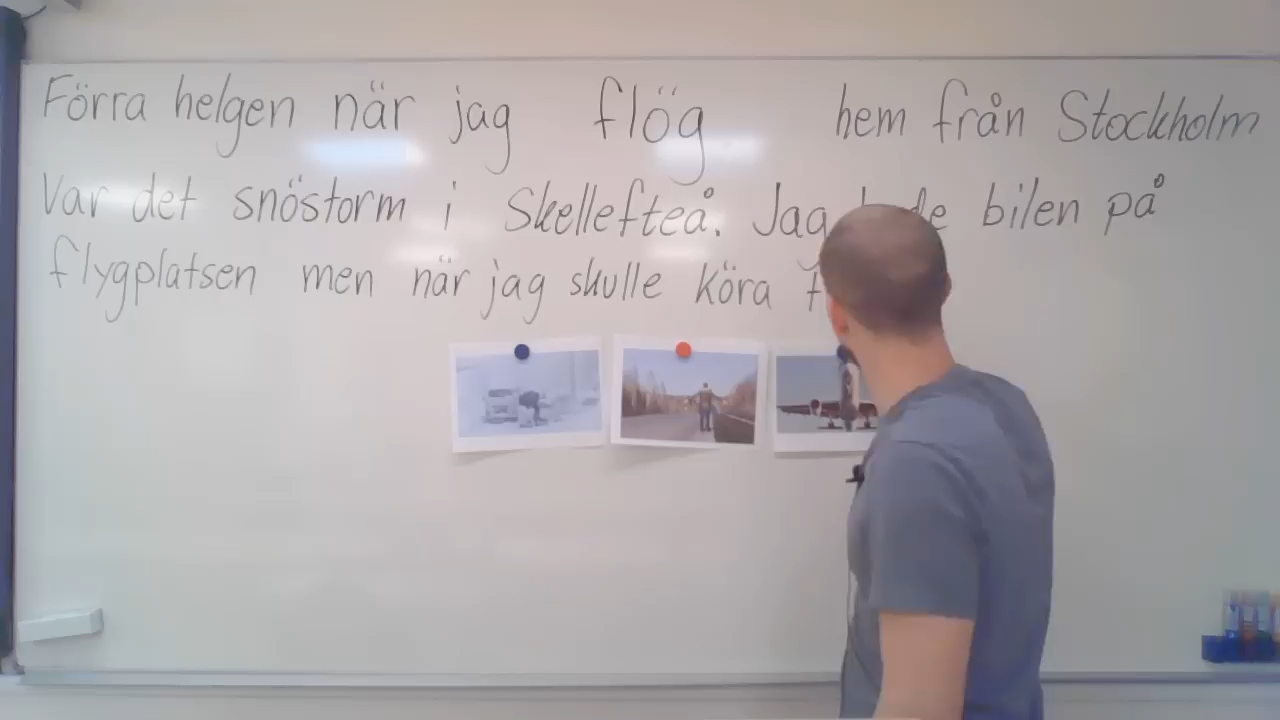 Förra helgen när jag flög hem från Stockholm
Var det snöstorm i Skellefteå. Jag bilen på
flygplatsen men när jag skulle köra